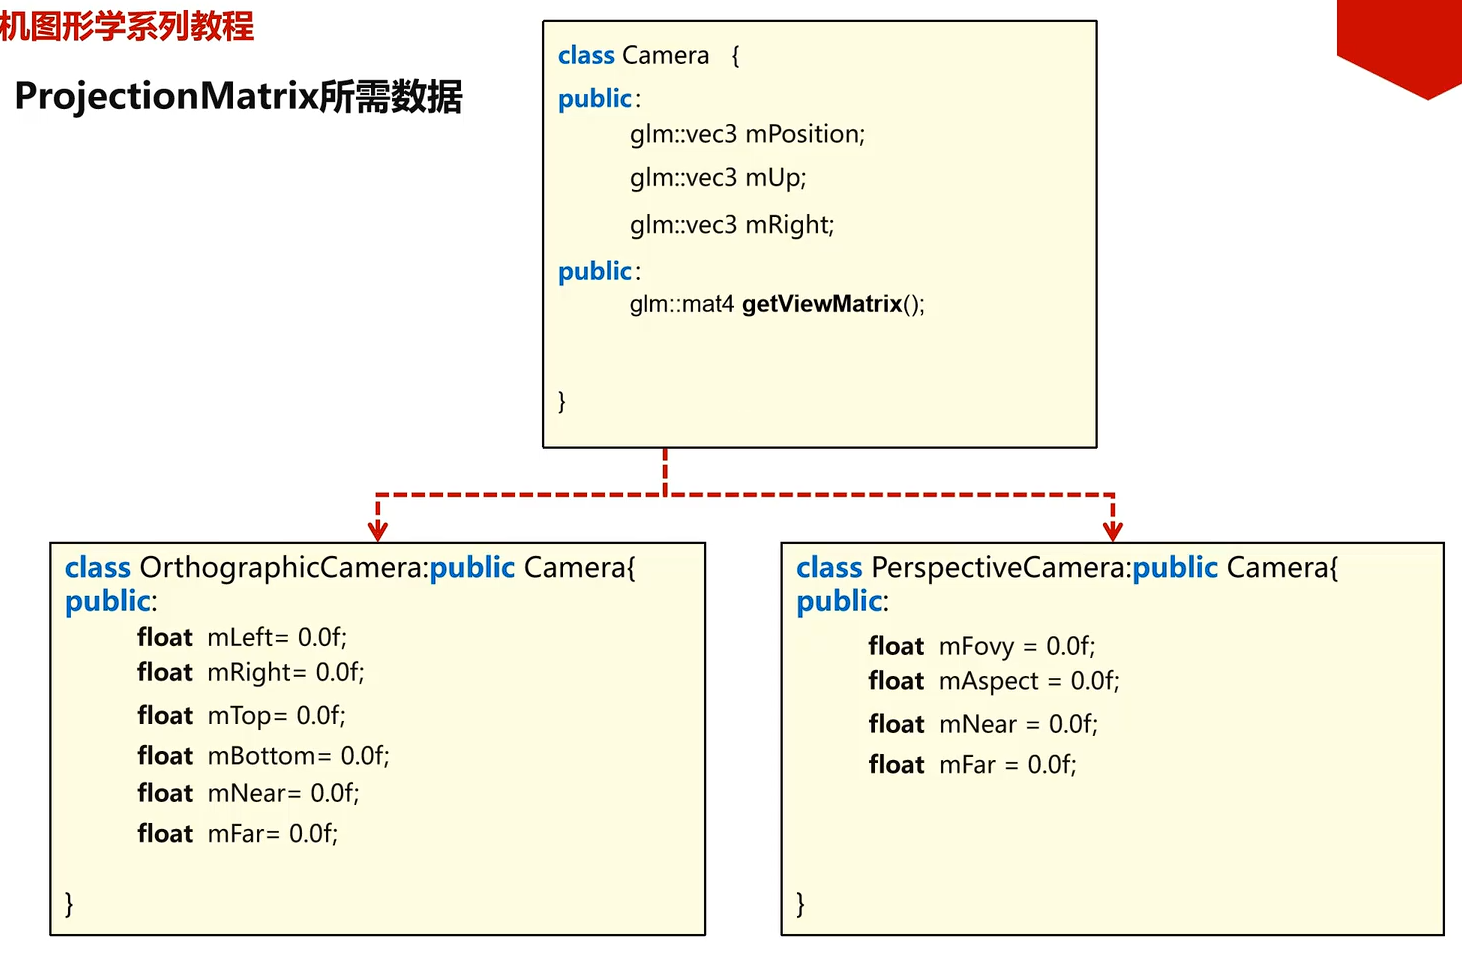 机图形学系列教程
ProjectionMatrix所需数据
class Camera {
public:
glm::vec3 mPosition;
glm::vec3 mUp;
glm::vec3 mRight;
public:
glm::mat4 getViewMatrix();
}
class OrthographicCamera:public Camera{
public:
float mLeft= 0.0f;
float mRight= 0.0f;
float mTop= 0.0f;
float mBottom= 0.0f;
float mNear= 0.0f;
float mFar= 0.0f;
}
class PerspectiveCamera:public Camera{
public:
float mFovy = 0.0f;
float mAspect = 0.0f;
float mNear = 0.0f;
float mFar = 0.0f;
}